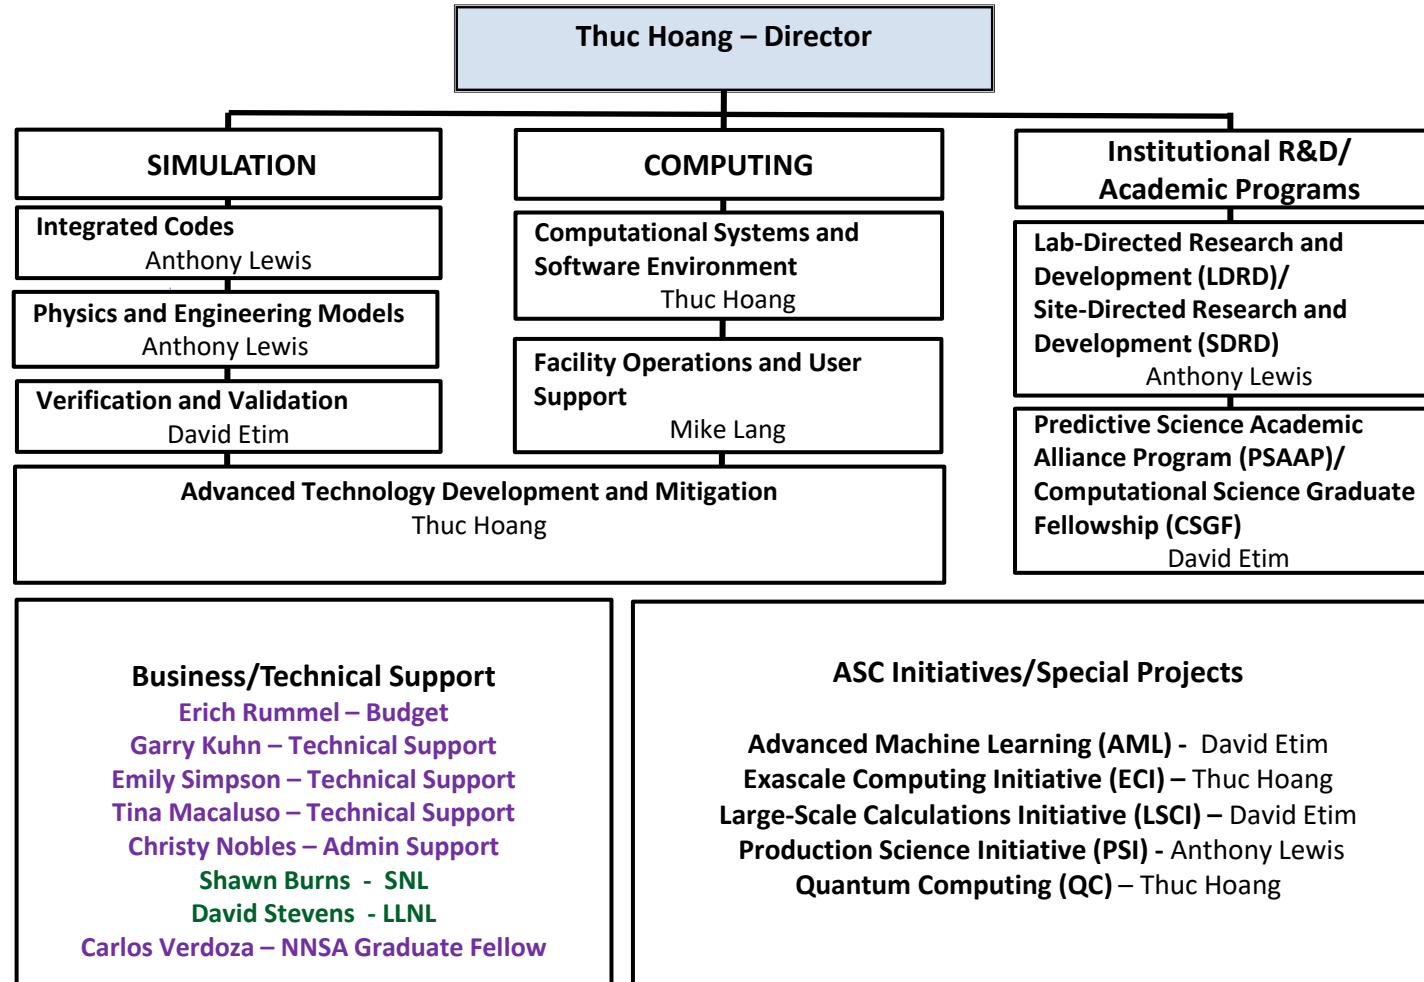 Thuc Hoang – Director
SIMULATION
Integrated Codes
Anthony Lewis
Physics and Engineering Models
Anthony Lewis
Verification and Validation
David Etim
COMPUTING
Computational Systems and
Software Environment
Thuc Hoang
Facility Operations and User
Support
Mike Lang
Advanced Technology Development and Mitigation
Thuc Hoang
Institutional R&D/
Academic Programs
Lab-Directed Research and
Development (LDRD)/
Site-Directed Research and
Development (SDRD)
Anthony Lewis
Predictive Science Academic
Alliance Program (PSAAP)/
Computational Science Graduate
Fellowship (CSGF)
David Etim
Business/Technical Support
Erich Rummel – Budget
Garry Kuhn – Technical Support
Emily Simpson – Technical Support
Tina Macaluso – Technical Support
Christy Nobles – Admin Support
Shawn Burns - SNL
David Stevens - LLNL
Carlos Verdoza – NNSA Graduate Fellow
ASC Initiatives/Special Projects
Advanced Machine Learning (AML) - David Etim
Exascale Computing Initiative (ECI) – Thuc Hoang
Large-Scale Calculations Initiative (LSCI) – David Etim
Production Science Initiative (PSI) - Anthony Lewis
Quantum Computing (QC) – Thuc Hoang